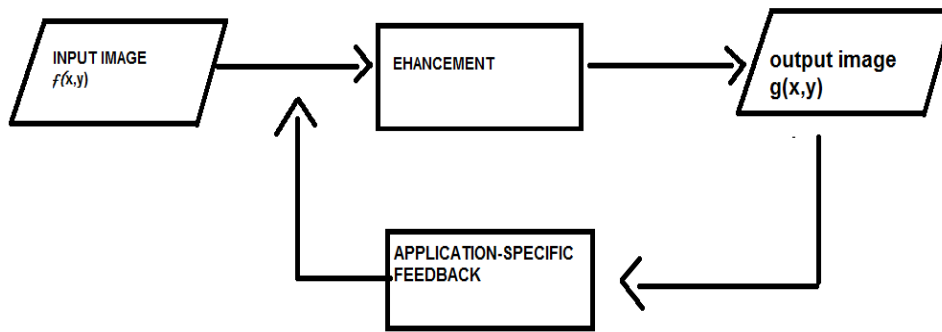 INPUT IMAGE
ƒ(x,y)
EHANCEMENT
output image
g(x,y)
APPLICATION-SPECIFIC
FEEDBACK